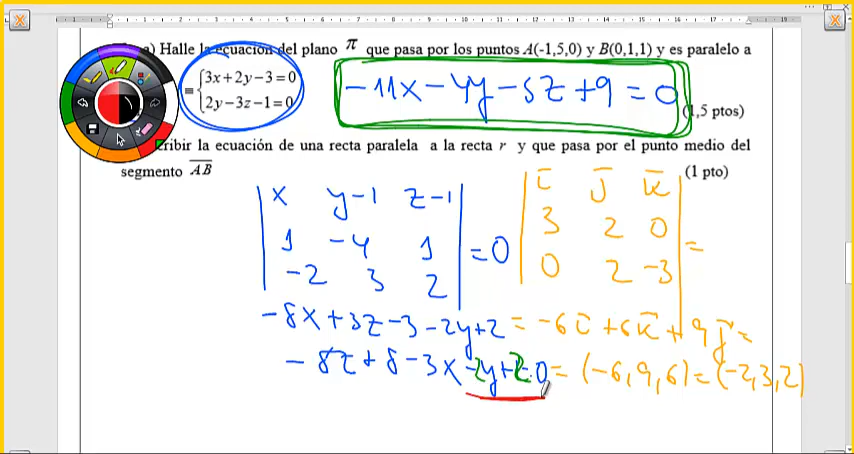 a) Halle la ecuación del plano π que pasa por los puntos A(-1,5,0) y B(0,1,1) y es paralelo a
= { 3x+2y−3=0
2y−3z−1=0
−11x−4y−5z+9=0
(1,5 ptos)
cribir la ecuación de una recta paralela a la recta r y que pasa por el punto medio del
segmento AB (1 pto)
| x y−1 z−1 |
| 1 −4 1 | =0
| −2 3 2 |
| i j k |
| 3 2 0 | =
| 0 2 −3 |
−8x+3z−3−2y+2 = −6i+6k+9j=
−8z+8−3x−2y+2=0 = (−6,9,6)=(−2,3,2)